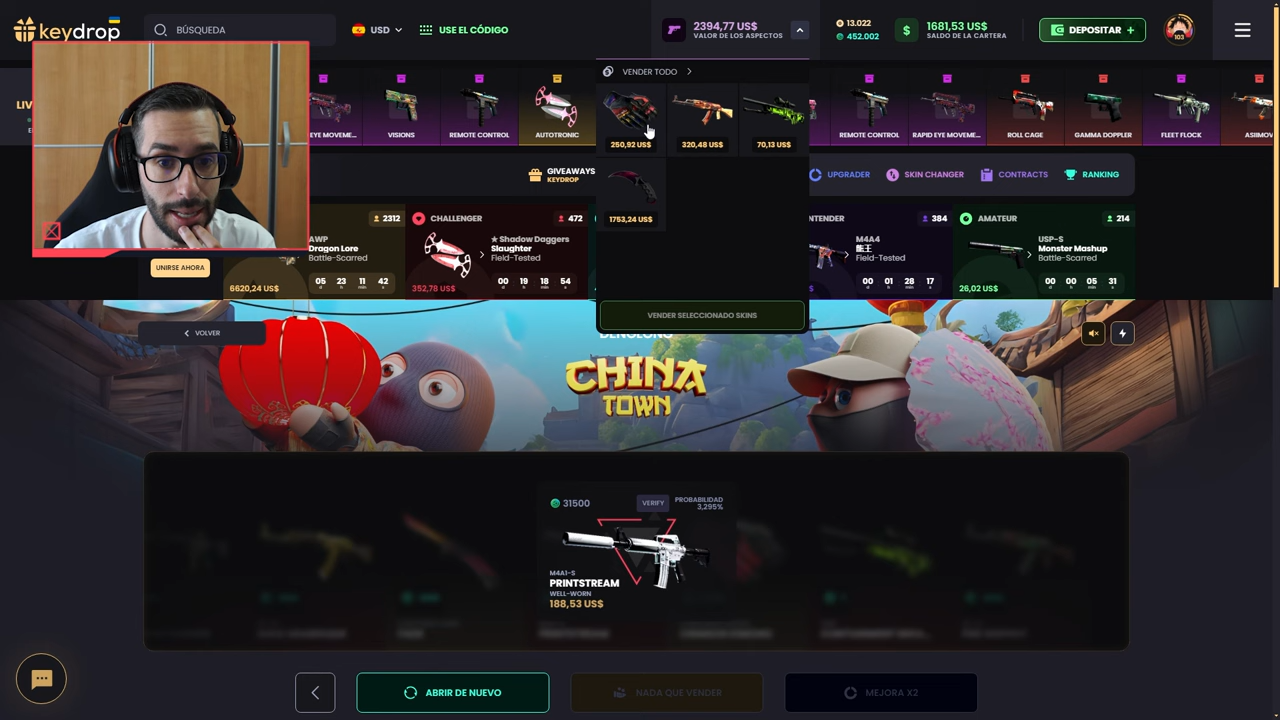 keydrop
BÚSQUEDA
USD
USE EL CÓDIGO
2394,77 US$
VALOR DE LOS ASPECTOS
13.022
452.002
$
1681,53 US$
SALDO DE LA CARTERA
DEPOSITAR +
103
VENDER TODO
250,92 US$
320,48 US$
70,13 US$
1753,24 US$
VENDER SELECCIONADO SKINS
VISIONS
REMOTE CONTROL
AUTOTRONIC
REMOTE CONTROL
RAPID EYE MOVEME...
ROLL CAGE
GAMMA DOPPLER
FLEET FLOCK
GIVEAWAYS
KEYDROP
UPGRADER
SKIN CHANGER
CONTRACTS
RANKING
2312
AWP
Dragon Lore
Battle-Scarred
6620,24 US$
05 23 11 42
UNIRSE AHORA
CHALLENGER
472
★ Shadow Daggers
Slaughter
Field-Tested
352,78 US$
00 19 18 54
384
M4A4
龍王
Field-Tested
00 01 28 17
AMATEUR
214
USP-S
Monster Mashup
Battle-Scarred
26,02 US$
00 00 05 31
VOLVER
CHINA
TOWN
31500
VERIFY
PROBABILIDAD
3,295%
M4A1-S
PRINTSTREAM
WELL-WORN
188,53 US$
ABRIR DE NUEVO
NADA QUE VENDER
MEJORA X2